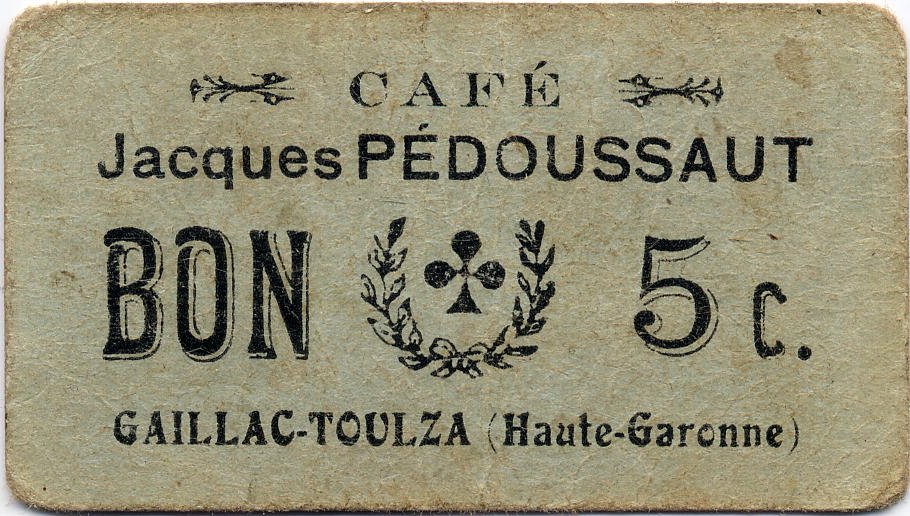 CAFÉ
Jacques PÉDOUSSAUT
BON 5 c.
GAILLAC-TOULZA (Haute-Garonne)